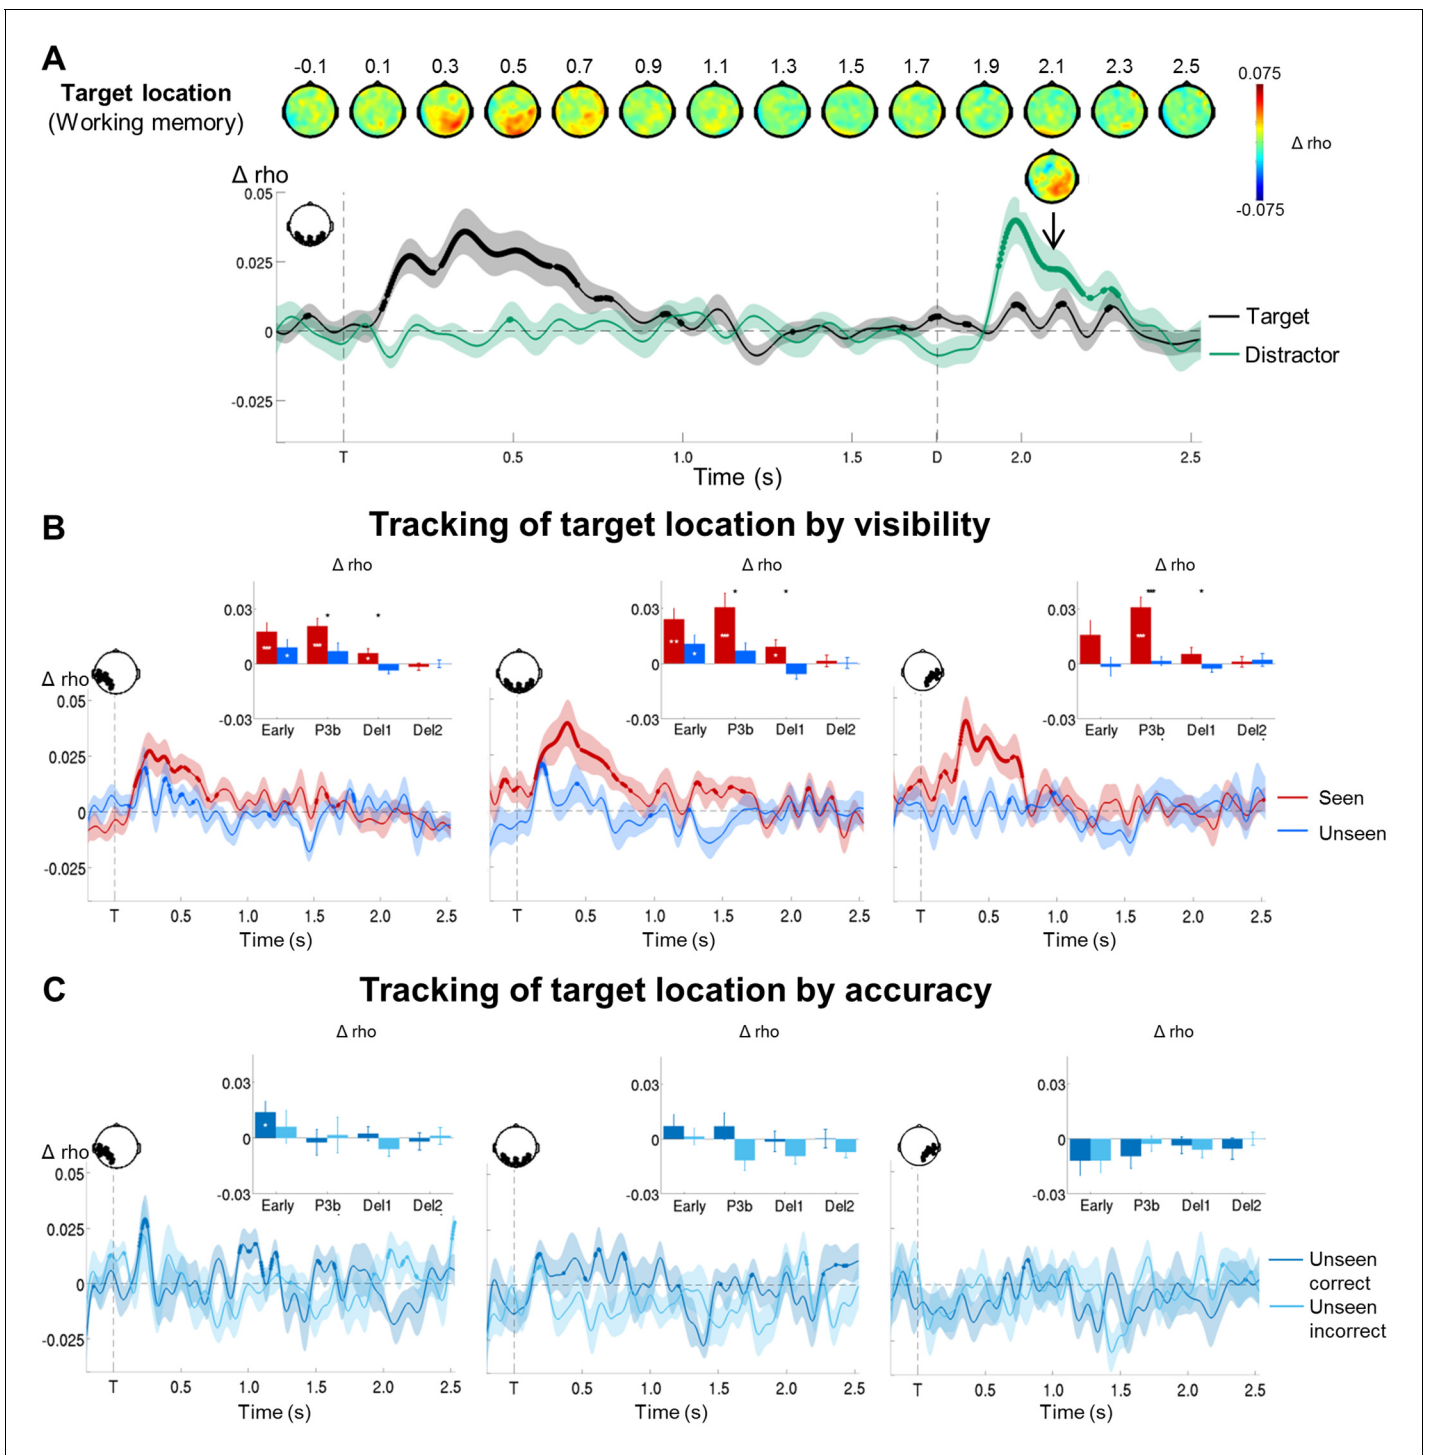 A
Target location
(Working memory)
-0.1 0.1 0.3 0.5 0.7 0.9 1.1 1.3 1.5 1.7 1.9 2.1 2.3 2.5
0.075
Δ rho
-0.075
Δ rho
0.05
0.025
0
-0.025
T 0.5 1.0 1.5 D 2.0 2.5
Time (s)
Target
Distractor
B
Tracking of target location by visibility
Δ rho
0.03
0
-0.03
Early P3b Del1 Del2
Δ rho
0.05
0.025
0
-0.025
T 0.5 1.0 1.5 2.0 2.5
Time (s)
Δ rho
0.03
0
-0.03
Early P3b Del1 Del2
T 0.5 1.0 1.5 2.0 2.5
Time (s)
Δ rho
0.03
0
-0.03
Early P3b Del1 Del2
T 0.5 1.0 1.5 2.0 2.5
Time (s)
Seen
Unseen
C
Tracking of target location by accuracy
Δ rho
0.03
0
-0.03
Early P3b Del1 Del2
Δ rho
0.05
0.025
0
-0.025
T 0.5 1.0 1.5 2.0 2.5
Time (s)
Δ rho
0.03
0
-0.03
Early P3b Del1 Del2
T 0.5 1.0 1.5 2.0 2.5
Time (s)
Δ rho
0.03
0
-0.03
Early P3b Del1 Del2
T 0.5 1.0 1.5 2.0 2.5
Time (s)
Unseen
correct
Unseen
incorrect